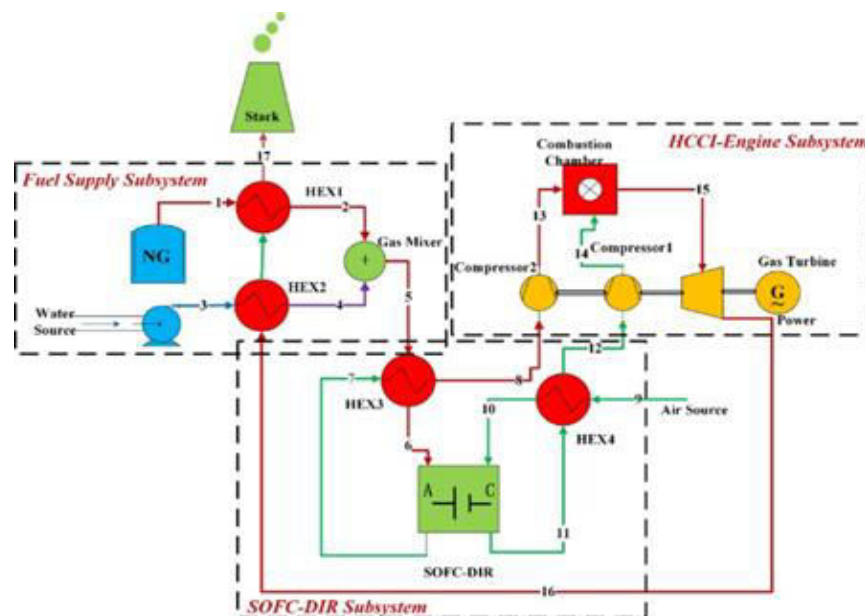 Stark
17
Fuel Supply Subsystem
HEX1
1
2
NG
Gas Mixer
HEX2
Water
Source
3
4
5
HCCI-Engine Subsystem
Combustion
Chamber
15
13
14
Compressor1
Compressor2
Gas Turbine
G
~
Power
12
7
8
HEX3
10
9
Air Source
HEX4
6
A
C
11
SOFC-DIR
16
SOFC-DIR Subsystem